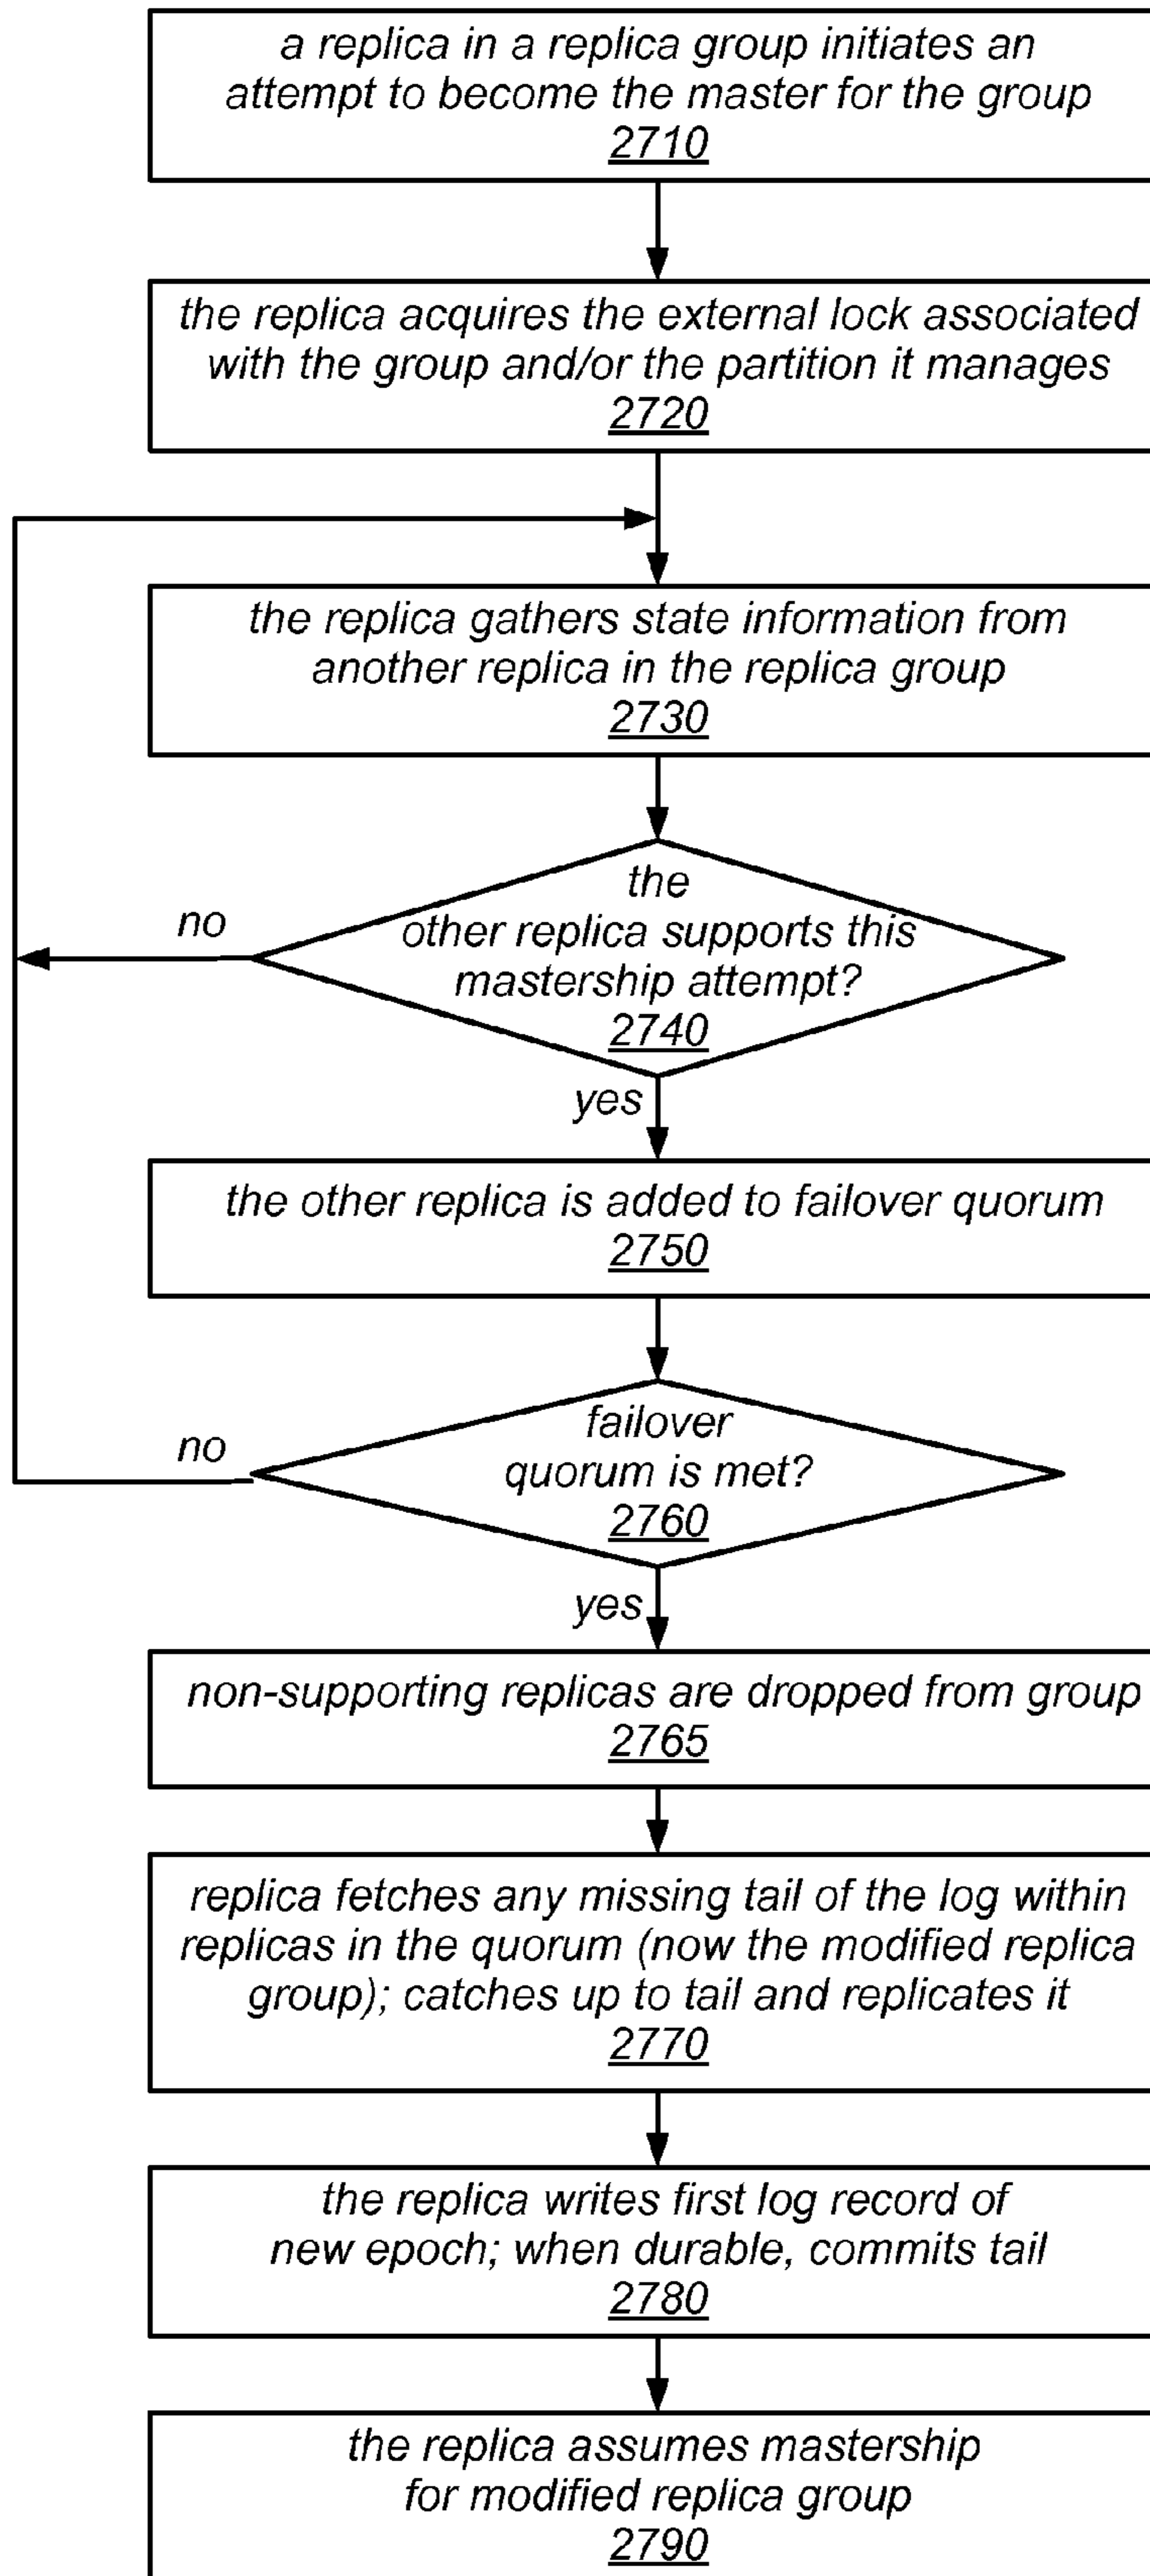 a replica in a replica group initiates an
attempt to become the master for the group
2710
the replica acquires the external lock associated
with the group and/or the partition it manages
2720
the replica gathers state information from
another replica in the replica group
2730
the
other replica supports this
mastership attempt?
2740
no
yes
the other replica is added to failover quorum
2750
failover
quorum is met?
2760
no
yes
non-supporting replicas are dropped from group
2765
replica fetches any missing tail of the log within
replicas in the quorum (now the modified replica
group); catches up to tail and replicates it
2770
the replica writes first log record of
new epoch; when durable, commits tail
2780
the replica assumes mastership
for modified replica group
2790